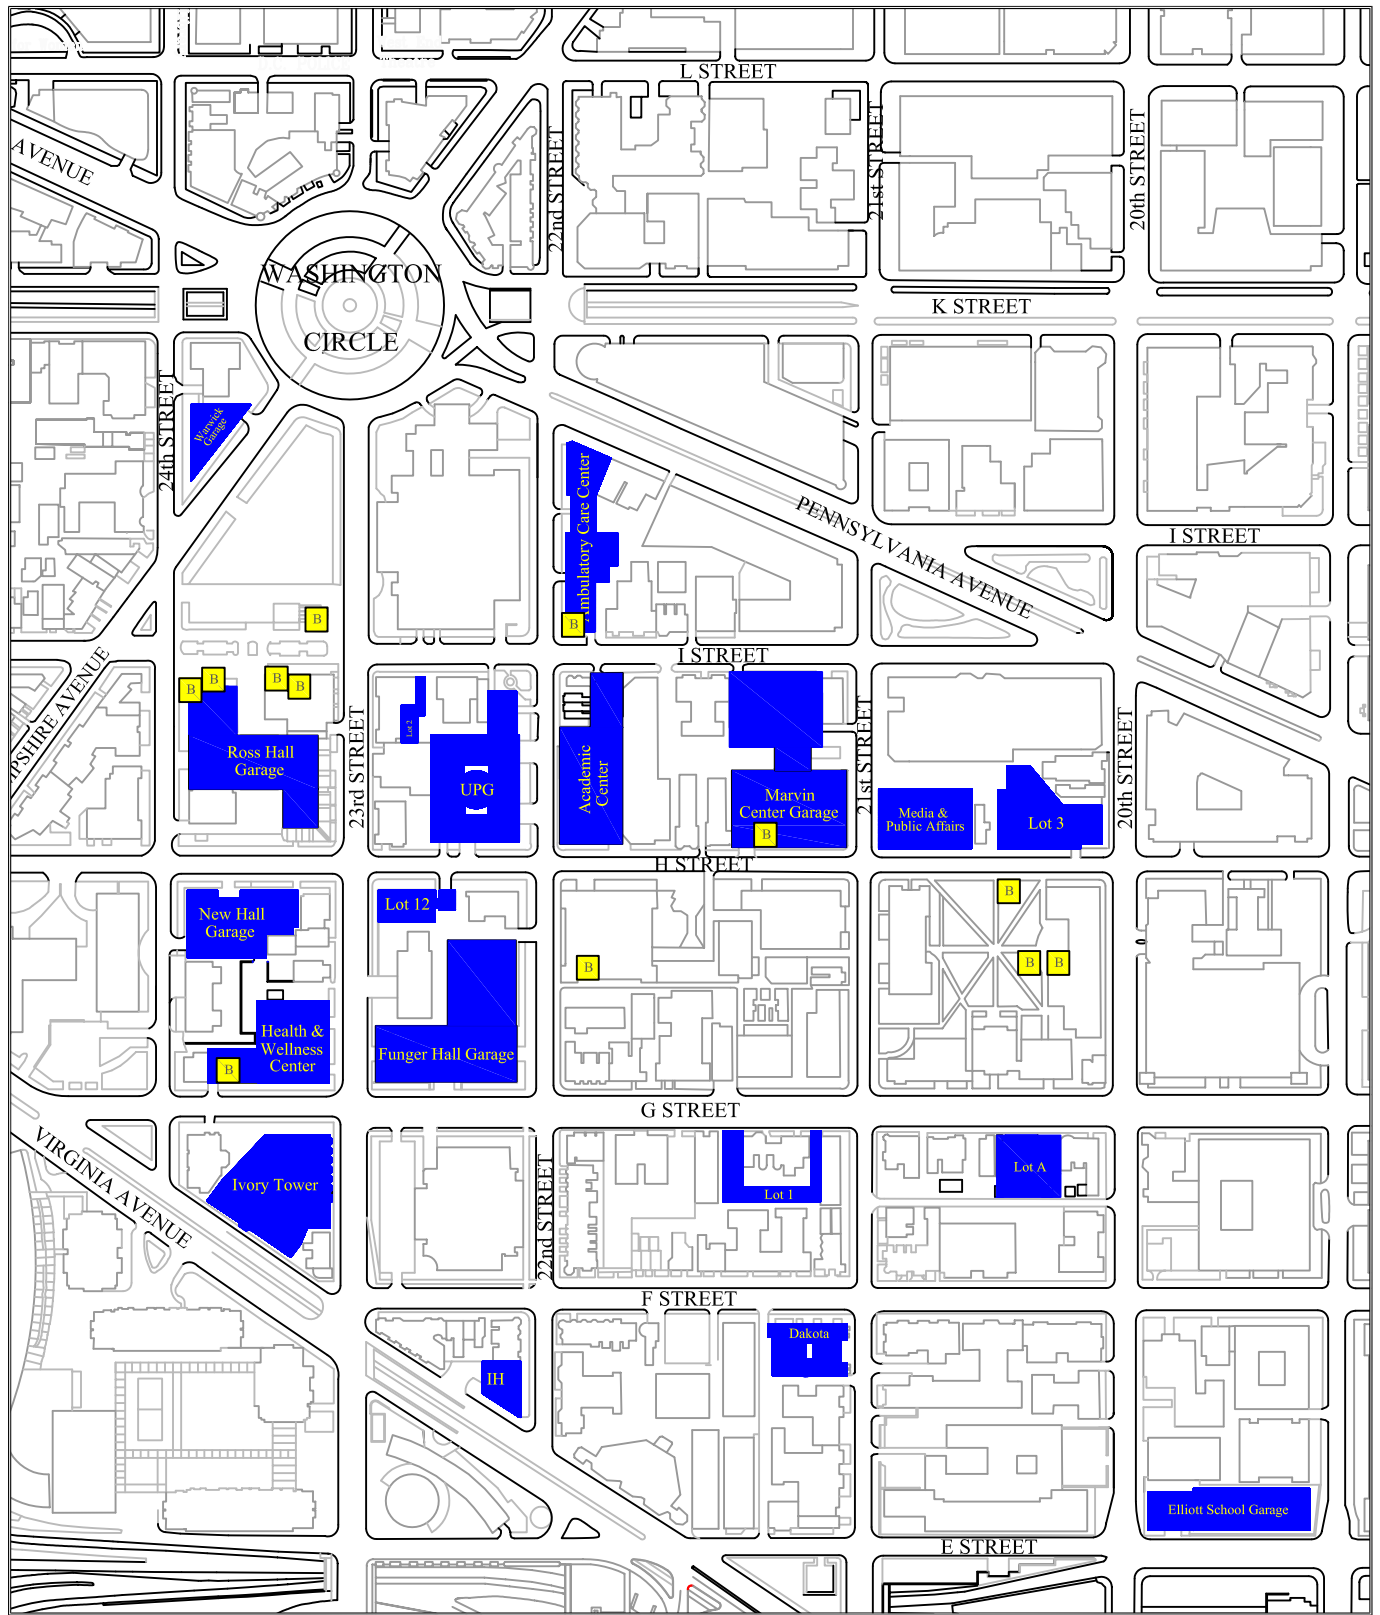 L STREET
AVENUE
22nd STREET
21st STREET
20th STREET
WASHINGTON
CIRCLE
K STREET
24th STREET
Warwick
Garage
Ambulatory Care Center
PENNSYLVANIA AVENUE
I STREET
B
B
I STREET
B
B
B
B
Lot 2
23rd STREET
Ross Hall
Garage
UPG
Academic
Center
Marvin
Center Garage
B
21st STREET
Media &
Public Affairs
Lot 3
20th STREET
H STREET
New Hall
Garage
Lot 12
B
B
B
B
Health &
Wellness
Center
B
Funger Hall Garage
G STREET
VIRGINIA AVENUE
Ivory Tower
22nd STREET
Lot 1
Lot A
F STREET
IH
Dakota
Elliott School Garage
E STREET